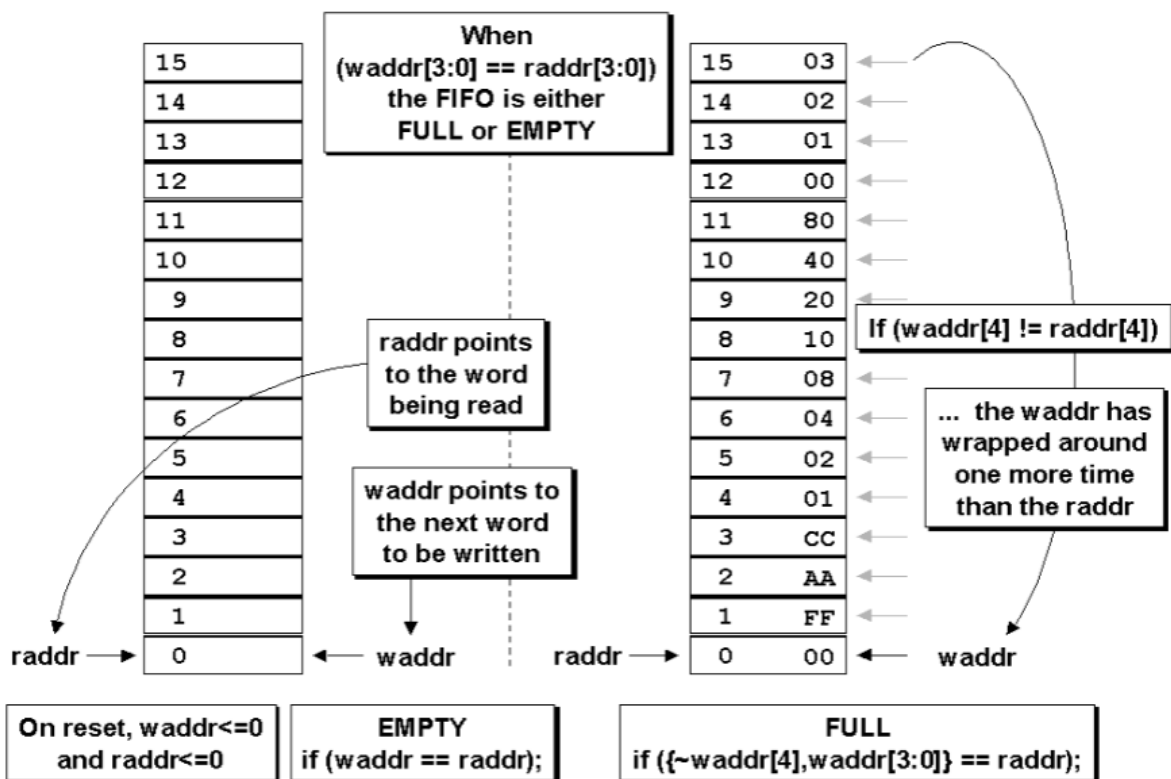 When
(waddr[3:0] == raddr[3:0])
the FIFO is either
FULL or EMPTY
15
14
13
12
11
10
9
8
7
6
5
4
3
2
1
0
raddr points
to the word
being read
waddr points to
the next word
to be written
raddr
waddr
15 03
14 02
13 01
12 00
11 80
10 40
9 20
8 10
7 08
6 04
5 02
4 01
3 CC
2 AA
1 FF
0 00
If (waddr[4] != raddr[4])
... the waddr has
wrapped around
one more time
than the raddr
raddr
waddr
On reset, waddr<=0
and raddr<=0
EMPTY
if (waddr == raddr);
FULL
if ({~waddr[4],waddr[3:0]} == raddr);